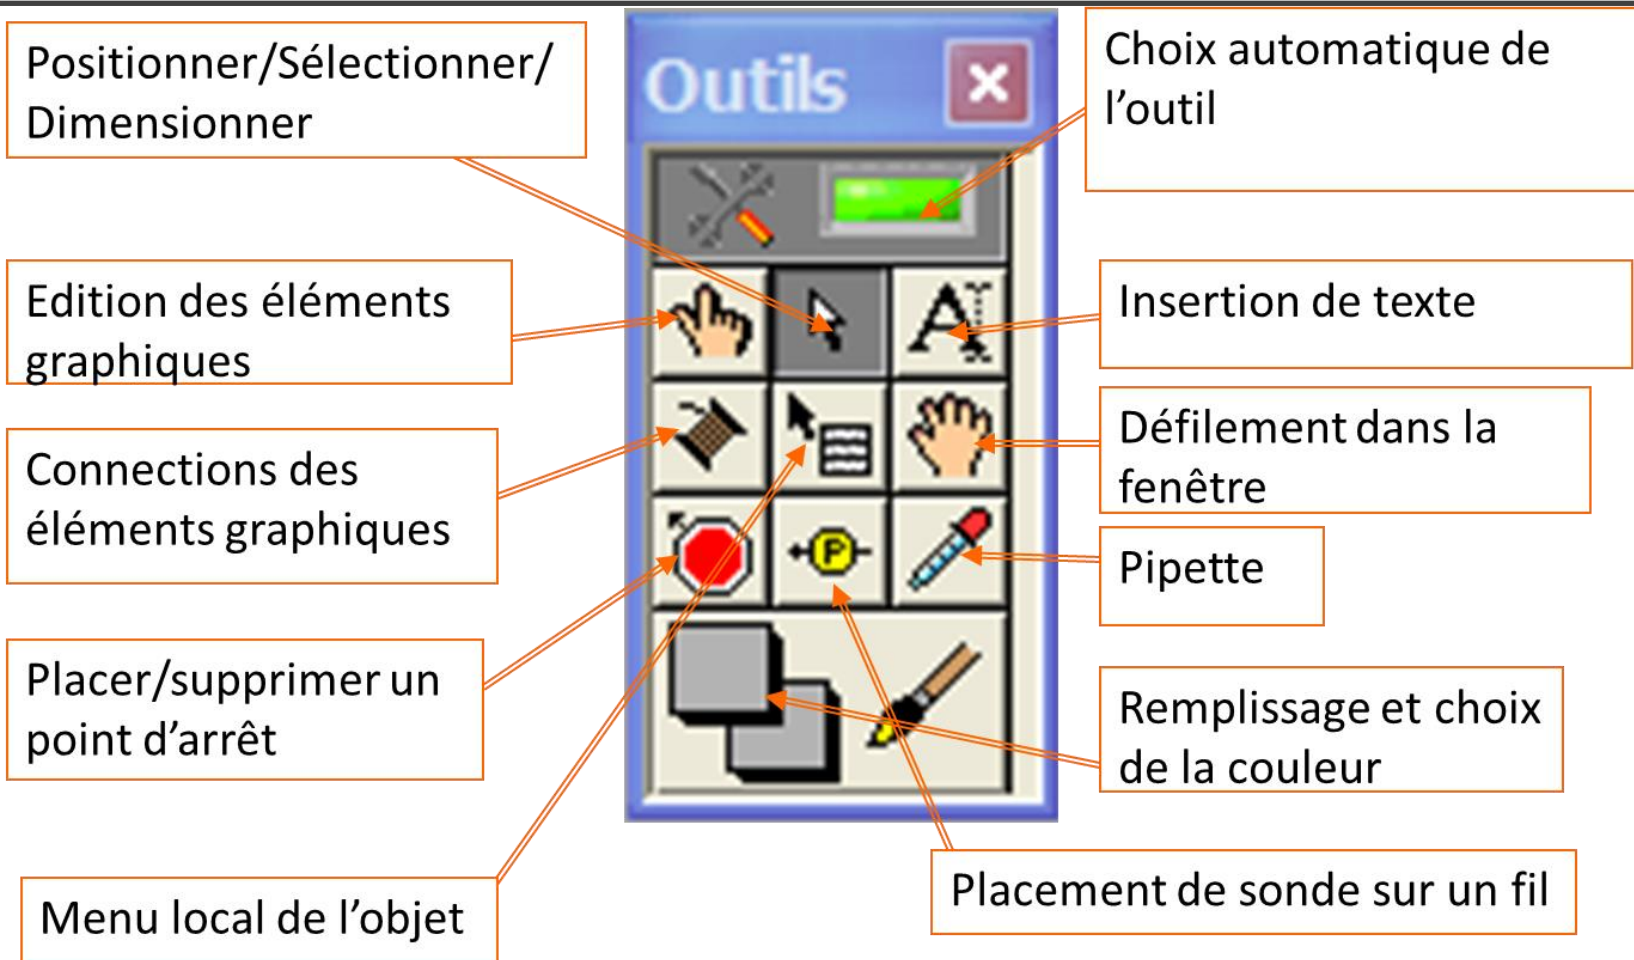 Positionner/Sélectionner/
Dimensionner
Outils
Choix automatique de
l’outil
Edition des éléments
graphiques
Insertion de texte
Connections des
éléments graphiques
Défilement dans la
fenêtre
Pipette
P
Placer/supprimer un
point d’arrêt
Remplissage et choix
de la couleur
Menu local de l’objet
Placement de sonde sur un fil
A